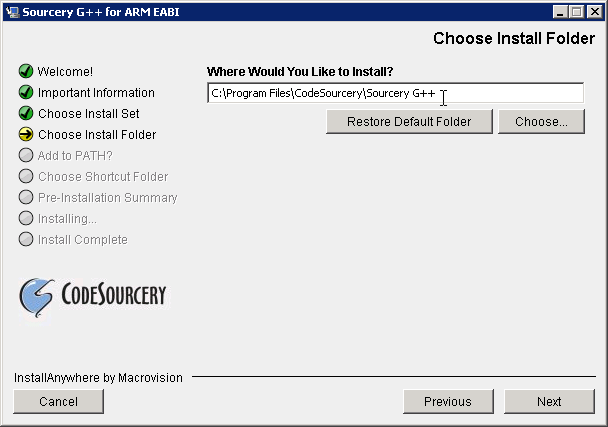 Sourcery G++ for ARM EABI
Choose Install Folder
Welcome!
Important Information
Choose Install Set
Choose Install Folder
Add to PATH?
Choose Shortcut Folder
Pre-Installation Summary
Installing...
Install Complete
Where Would You Like to Install?
C:\Program Files\CodeSourcery\Sourcery G++
Restore Default Folder
Choose...
CODESOURCERY
InstallAnywhere by Macrovision
Cancel
Previous
Next